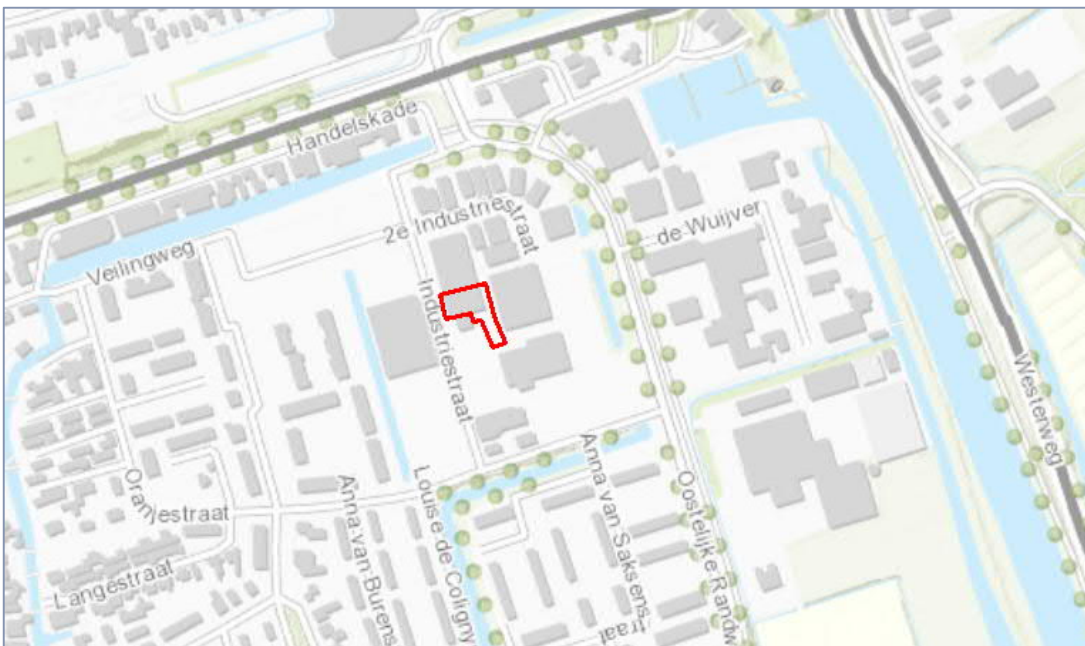 Handelskade
2e Industriestraat
de Wuijver
Veilingweg
Industriestraat
Westerweg
Oranjestraat
Anna van Burens
Louise de Coligny
Anna van Saksenstraat
Oostelijke Randw
Langestraat